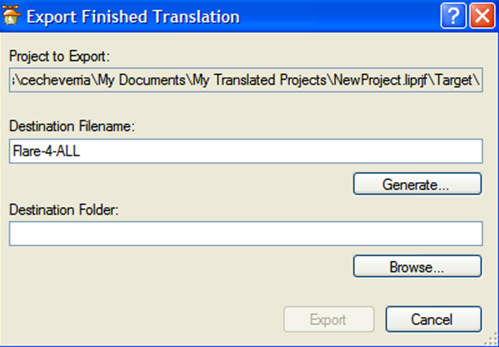 Export Finished Translation
Project to Export:
:\cecheverria\My Documents\My Translated Projects\NewProject.liprjf\Target\
Destination Filename:
Flare-4-ALL
Generate...
Destination Folder:
Browse...
Export
Cancel